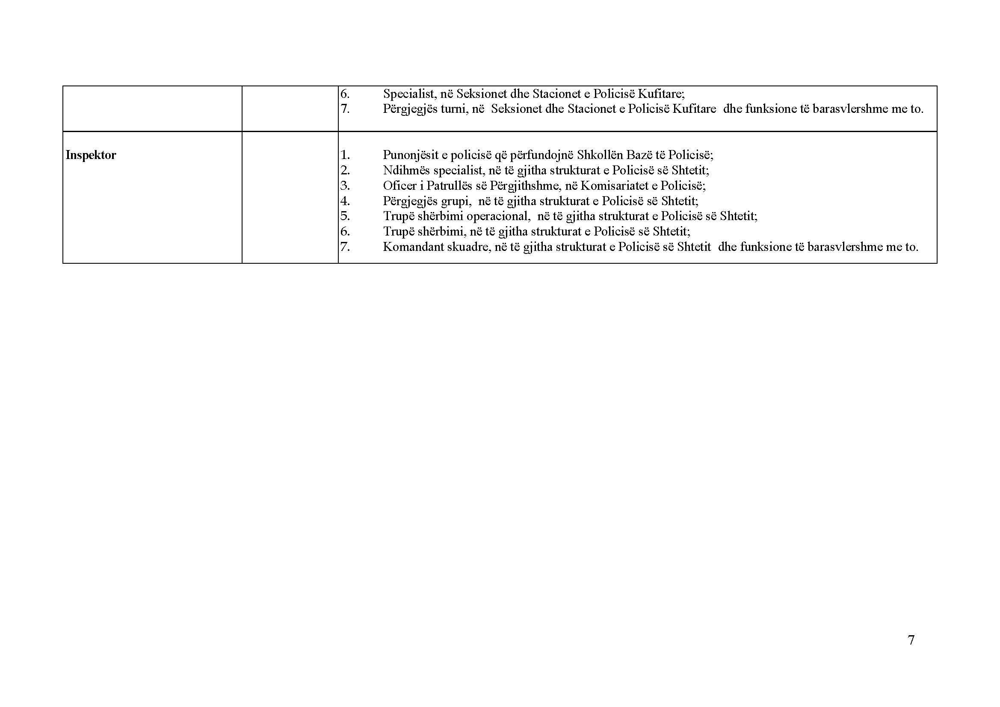 6. Specialist, në Seksionet dhe Stacionet e Policisë Kufitare;
7. Përgjegjës turni, në  Seksionet dhe Stacionet e Policisë Kufitare  dhe funksione të barasvlershme me to.
Inspektor 1. Punonjësit e policisë që përfundojnë Shkollën Bazë të Policisë;
2. Ndihmës specialist, në të gjitha strukturat e Policisë së Shtetit;
3. Oficer i Patrullës së Përgjithshme, në Komisariatet e Policisë;
4. Përgjegjës grupi,  në të gjitha strukturat e Policisë së Shtetit;
5. Trupë shërbimi operacional,  në të gjitha strukturat e Policisë së Shtetit;
6. Trupë shërbimi, në të gjitha strukturat e Policisë së Shtetit;
7. Komandant skuadre, në të gjitha strukturat e Policisë së Shtetit  dhe funksione të barasvlershme me to.
7